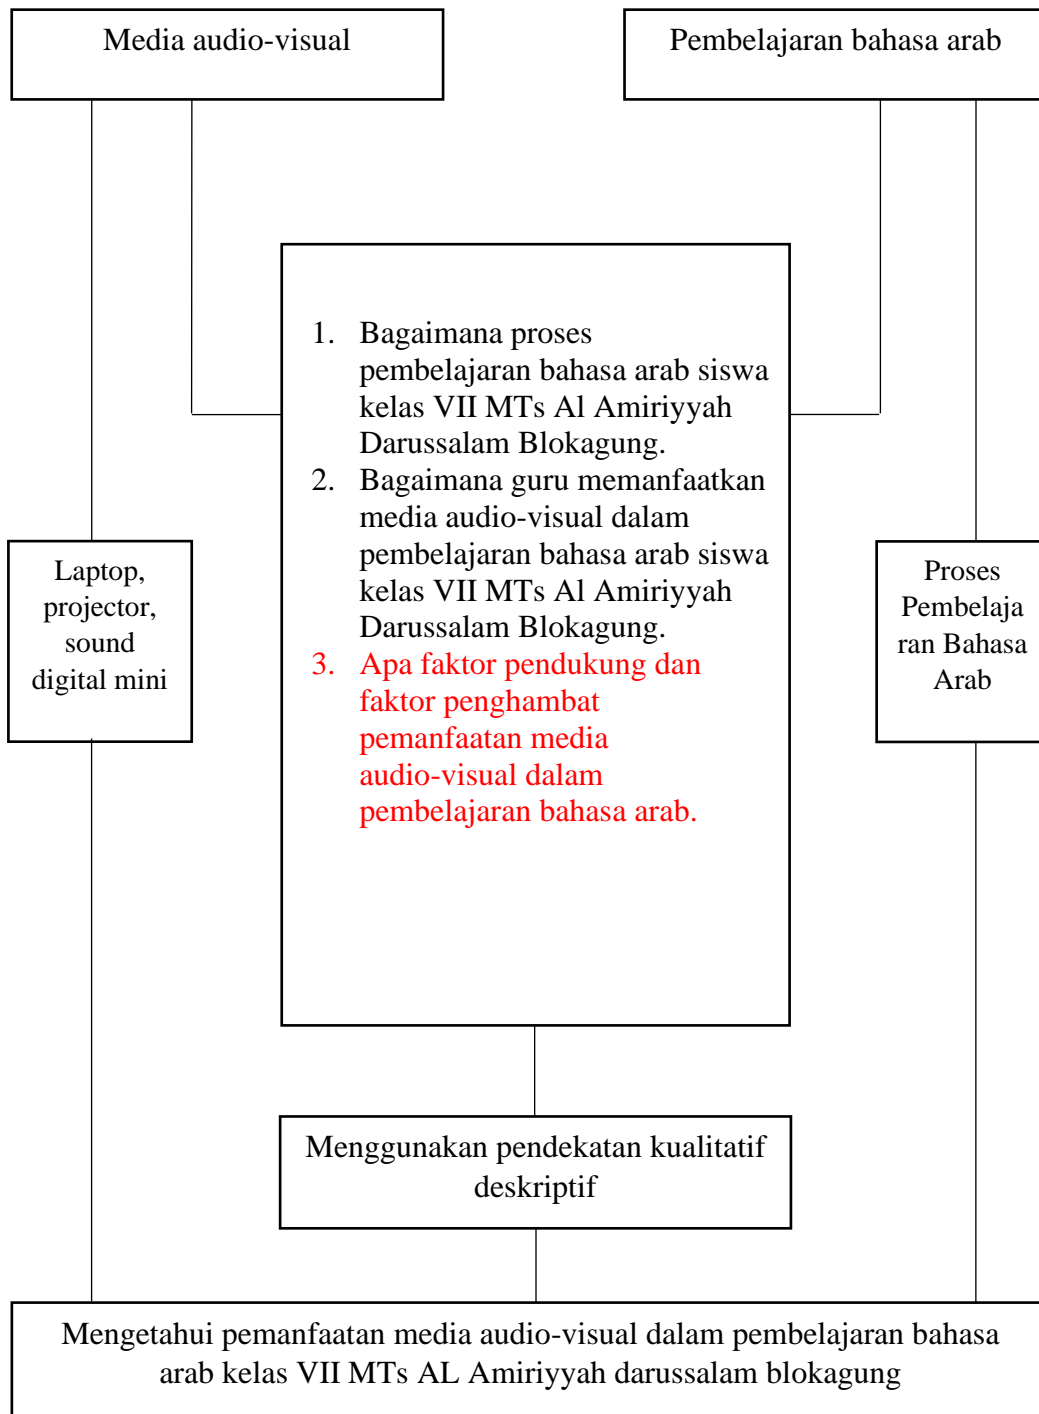 Media audio-visual
Pembelajaran bahasa arab
1. Bagaimana proses
pembelajaran bahasa arab siswa
kelas VII MTs Al Amiriyyah
Darussalam Blokagung.
2. Bagaimana guru memanfaatkan
media audio-visual dalam
pembelajaran bahasa arab siswa
kelas VII MTs Al Amiriyyah
Darussalam Blokagung.
3. Apa faktor pendukung dan
faktor penghambat
pemanfaatan media
audio-visual dalam
pembelajaran bahasa arab.
Laptop,
projector,
sound
digital mini
Proses
Pembelaja
ran Bahasa
Arab
Menggunakan pendekatan kualitatif
deskriptif
Mengetahui pemanfaatan media audio-visual dalam pembelajaran bahasa
arab kelas VII MTs AL Amiriyyah darussalam blokagung